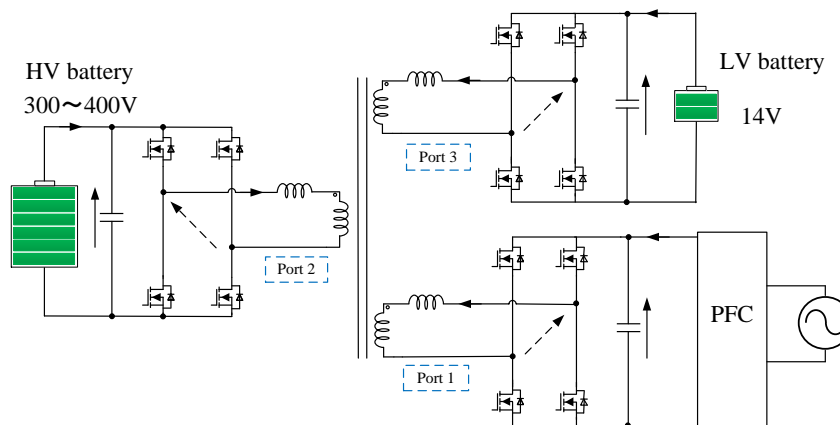 HV battery
300～400V
LV battery
14V
Port 3
Port 2
PFC
Port 1